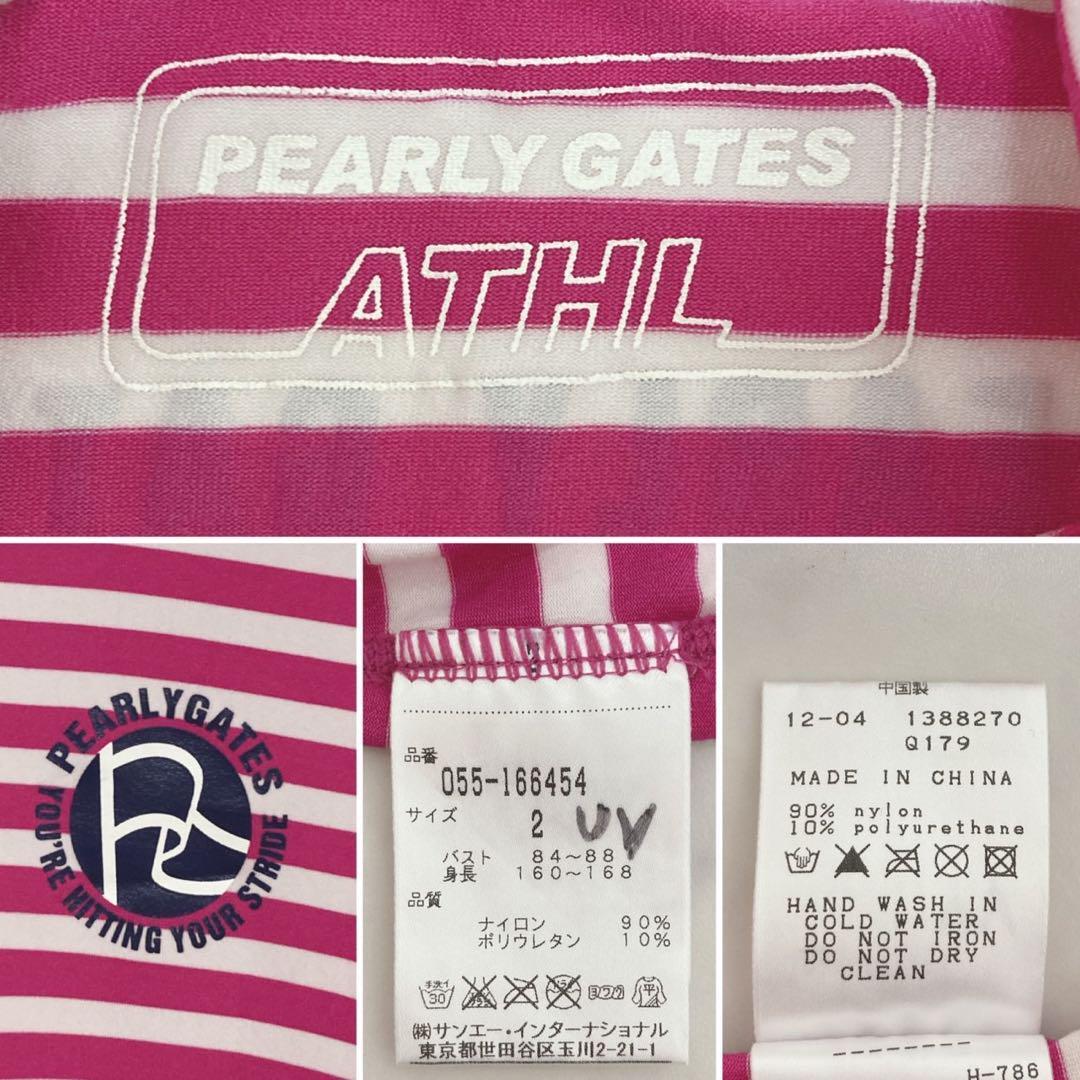 PEARLY GATES
ATHL
PEARLYGATES
YOU'RE HITTING YOUR STRIDE
品番
055-166454
サイズ
2 UV
バスト 84～88
身長 160～168
品質
ナイロン 90%
ポリウレタン 10%
手洗イ
30
㈱サンエー・インターナショナル
東京都世田谷区玉川2-21-1
中国製
12-04 1388270
Q179
MADE IN CHINA
90% nylon
10% polyurethane
HAND WASH IN
COLD WATER
DO NOT IRON
DO NOT DRY
CLEAN
H-786